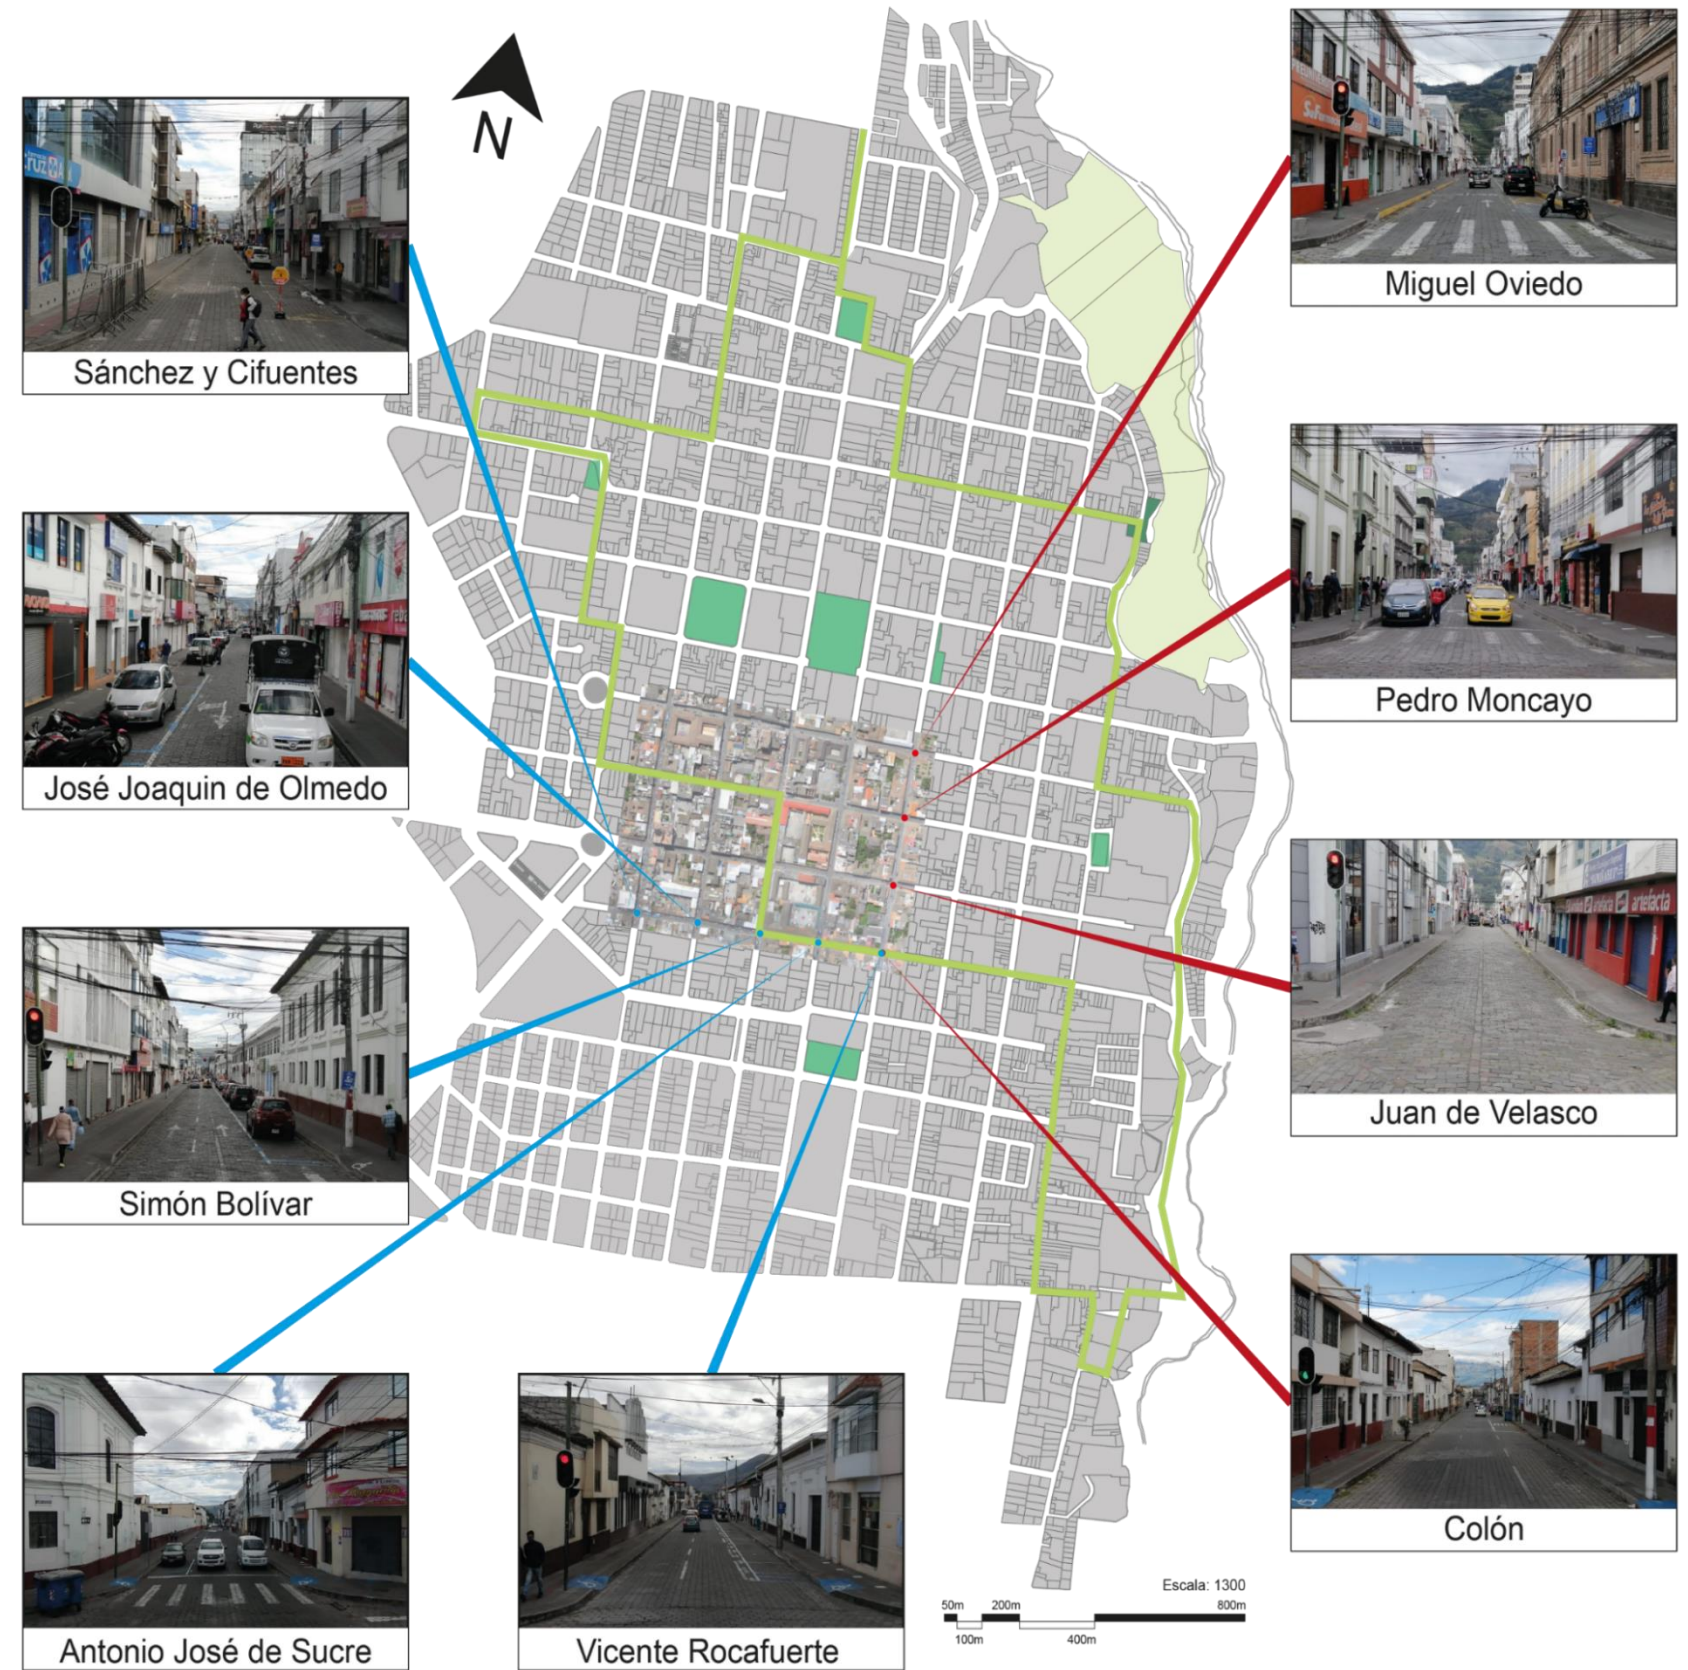 N
Sánchez y Cifuentes
José Joaquin de Olmedo
Simón Bolívar
Antonio José de Sucre
Vicente Rocafuerte
Miguel Oviedo
Pedro Moncayo
artefacta
Juan de Velasco
Colón
Escala: 1300
50m 200m 800m
100m 400m